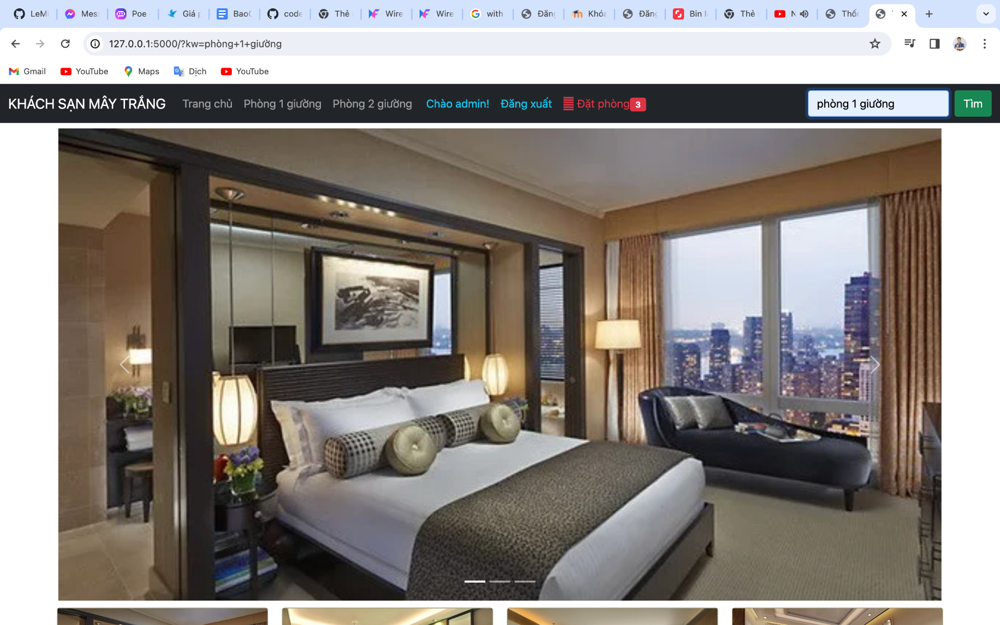 LeMi Mess Poe Giá p BaoC code Thẻ Wire Wire with Đăng Khóa Đăng Bin Thẻ N Thốn
127.0.0.1:5000/?kw=phòng+1+giường
Gmail YouTube Maps Dịch YouTube
KHÁCH SẠN MÂY TRẮNG Trang chủ Phòng 1 giường Phòng 2 giường Chào admin! Đăng xuất Đặt phòng 3 phòng 1 giường Tìm